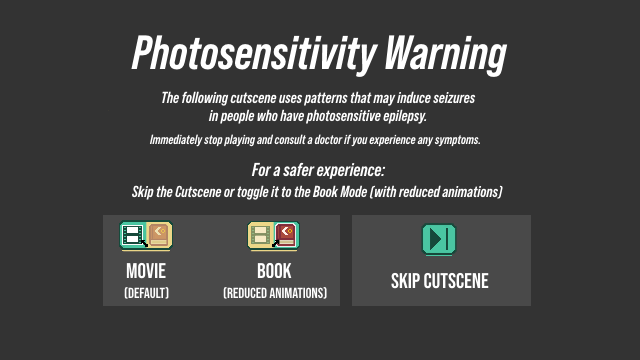 Photosensitivity Warning
The following cutscene uses patterns that may induce seizures
in people who have photosensitive epilepsy.
Immediately stop playing and consult a doctor if you experience any symptoms.
For a safer experience:
Skip the Cutscene or toggle it to the Book Mode (with reduced animations)
MOVIE
(DEFAULT)
BOOK
(REDUCED ANIMATIONS)
SKIP CUTSCENE